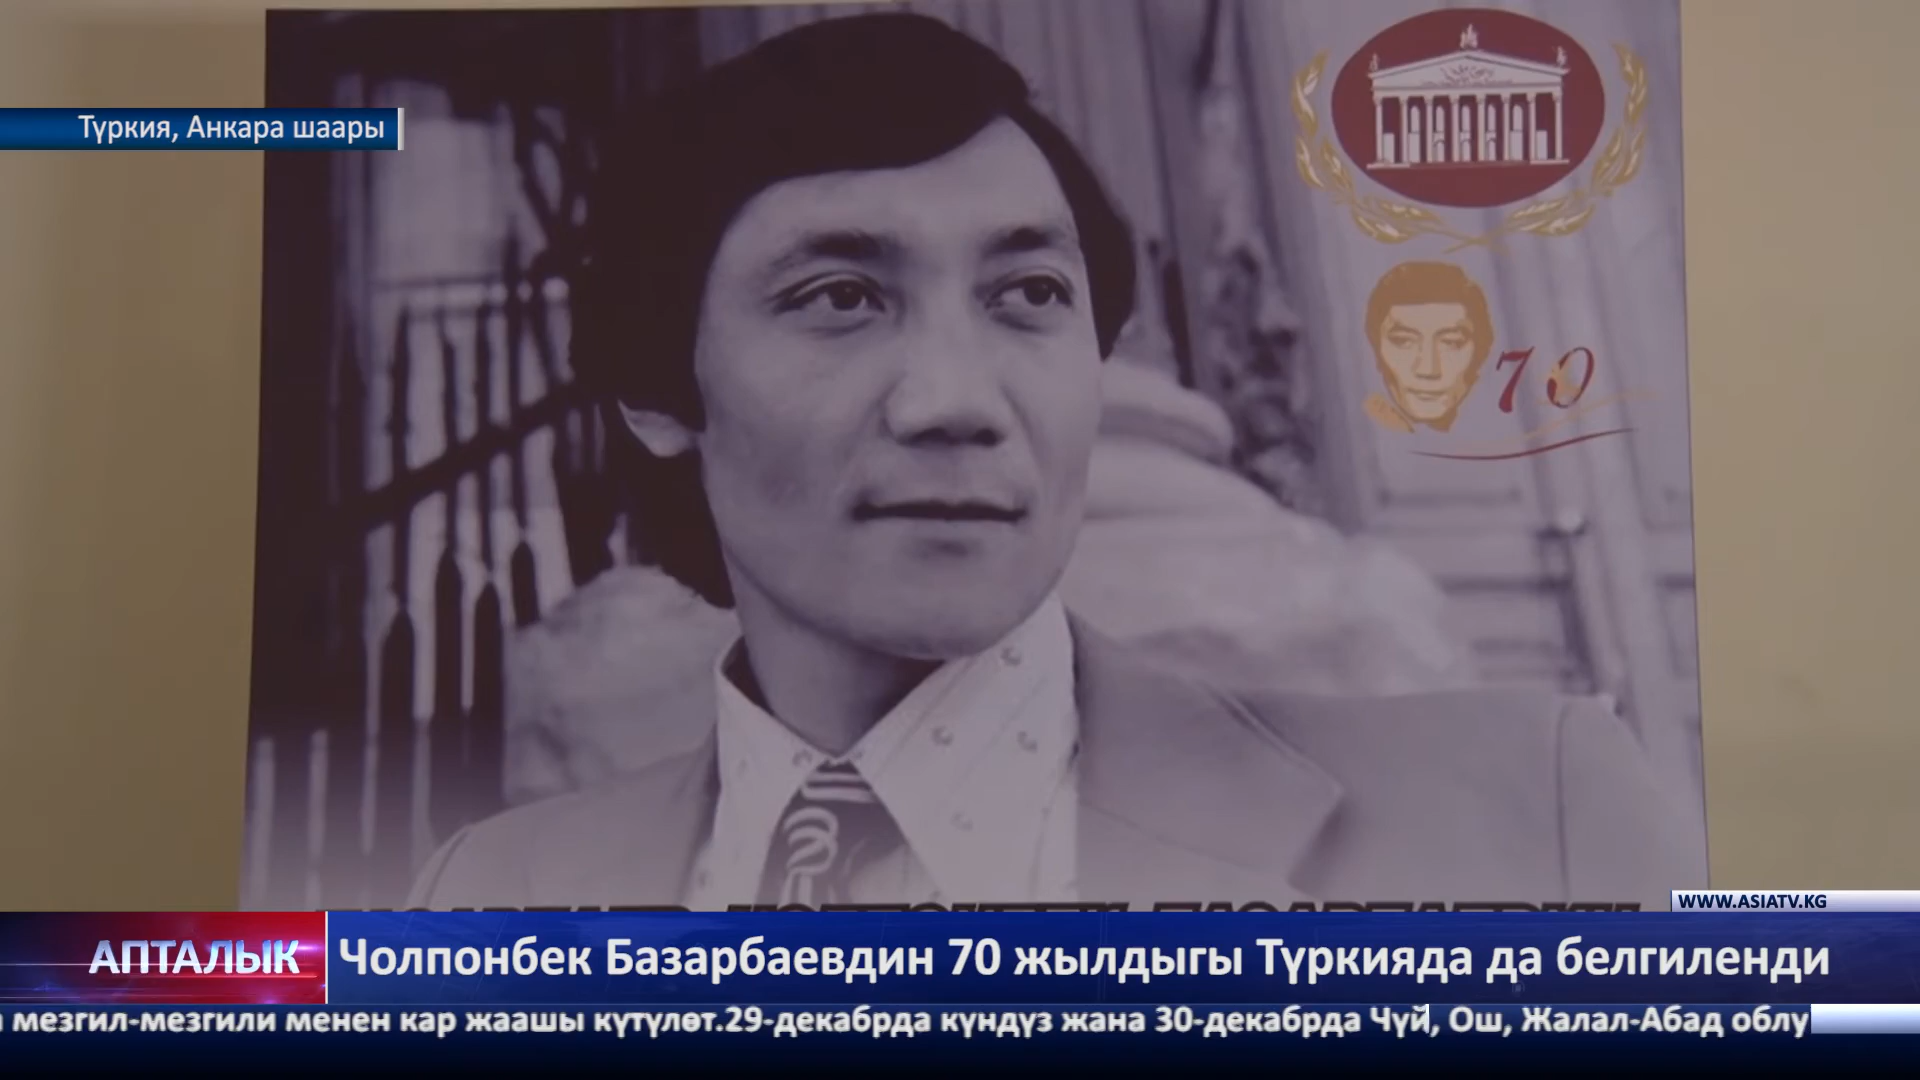 Түркия, Анкара шаары
70
WWW.ASIATV.KG
АПТАЛЫК
Чолпонбек Базарбаевдин 70 жылдыгы Түркияда да белгиленди
мезгил-мезгили менен кар жаашы күтүлөт.29-декабрда күндүз жана 30-декабрда Чүй, Ош, Жалал-Абад облу